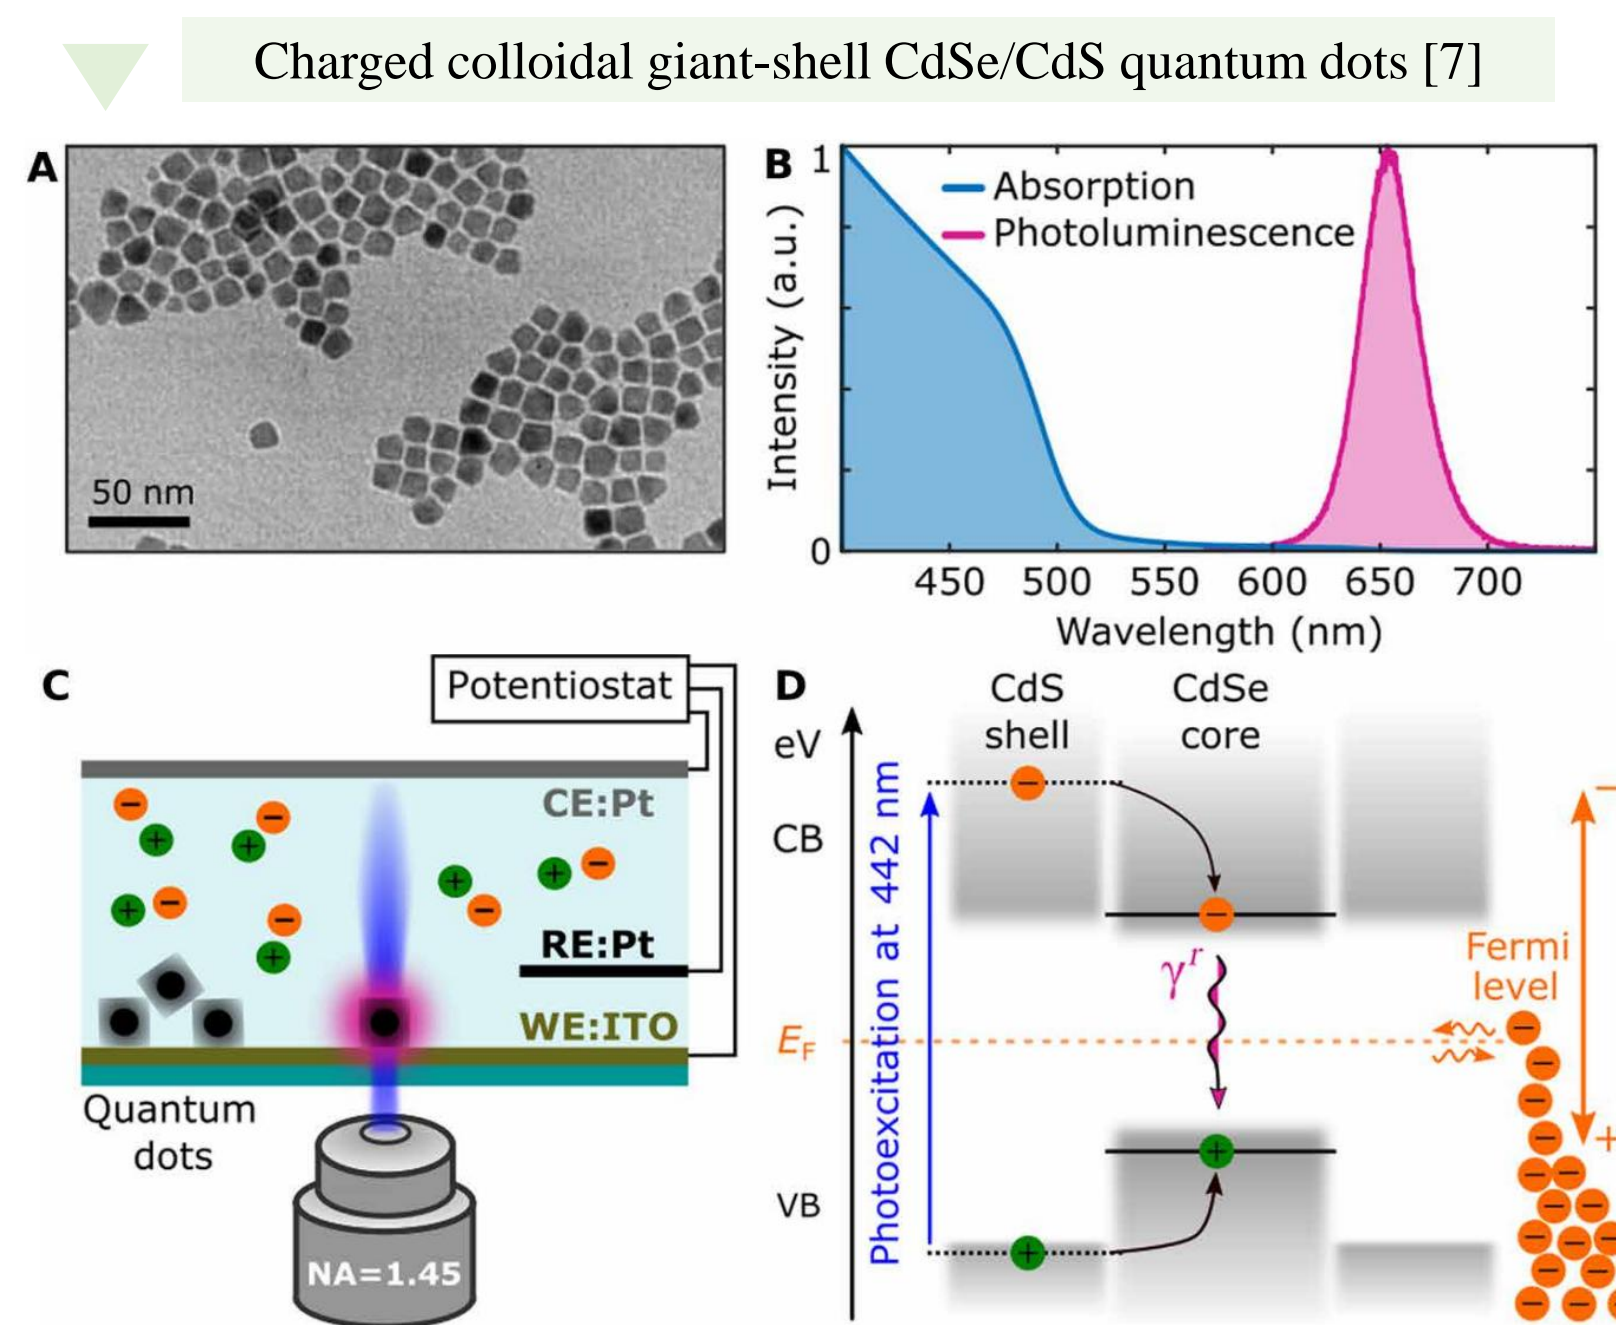 Charged colloidal giant-shell CdSe/CdS quantum dots [7]
A
50 nm
B
1
0
Intensity (a.u.)
Absorption
Photoluminescence
450 500 550 600 650 700
Wavelength (nm)
C
Potentiostat
CE:Pt
RE:Pt
WE:ITO
Quantum
dots
NA=1.45
D
CdS
shell
CdSe
core
eV
CB
VB
E_F
Photoexcitation at 442 nm
γ^r
Fermi
level
−
+